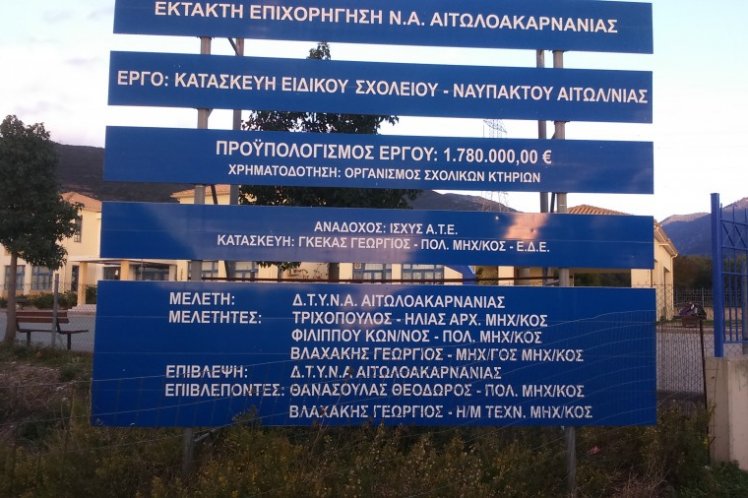 ΕΚΤΑΚΤΗ ΕΠΙΧΟΡΗΓΗΣΗ Ν.Α. ΑΙΤΩΛΟΑΚΑΡΝΑΝΙΑΣ
ΕΡΓΟ: ΚΑΤΑΣΚΕΥΗ ΕΙΔΙΚΟΥ ΣΧΟΛΕΙΟΥ - ΝΑΥΠΑΚΤΟΥ ΑΙΤΩΛ/ΝΙΑΣ
ΠΡΟΫΠΟΛΟΓΙΣΜΟΣ ΕΡΓΟΥ: 1.780.000,00 €
ΧΡΗΜΑΤΟΔΟΤΗΣΗ: ΟΡΓΑΝΙΣΜΟΣ ΣΧΟΛΙΚΩΝ ΚΤΗΡΙΩΝ
ΑΝΑΔΟΧΟΣ: ΙΣΧΥΣ Α.Τ.Ε.
ΚΑΤΑΣΚΕΥΗ: ΓΚΕΚΑΣ ΓΕΩΡΓΙΟΣ - ΠΟΛ. ΜΗΧ/ΚΟΣ - Ε.Δ.Ε.
ΜΕΛΕΤΗ: Δ.Τ.Υ.Ν.Α. ΑΙΤΩΛΟΑΚΑΡΝΑΝΙΑΣ
ΜΕΛΕΤΗΤΕΣ: ΤΡΙΧΟΠΟΥΛΟΣ - ΗΛΙΑΣ ΑΡΧ. ΜΗΧ/ΚΟΣ
ΦΙΛΙΠΠΟΥ ΚΩΝ/ΝΟΣ - ΠΟΛ. ΜΗΧ/ΚΟΣ
ΒΛΑΧΑΚΗΣ ΓΕΩΡΓΙΟΣ - ΜΗΧ/ΓΟΣ ΜΗΧ/ΚΟΣ
ΕΠΙΒΛΕΨΗ: Δ.Τ.Υ.Ν.Α ΑΙΤΩΛΟΑΚΑΡΝΑΝΙΑΣ
ΕΠΙΒΛΕΠΟΝΤΕΣ: ΘΑΝΑΣΟΥΛΑΣ ΘΕΟΔΩΡΟΣ - ΠΟΛ. ΜΗΧ/ΚΟΣ
ΒΛΑΧΑΚΗΣ ΓΕΩΡΓΙΟΣ - Η/Μ ΤΕΧΝ. ΜΗΧ/ΚΟΣ